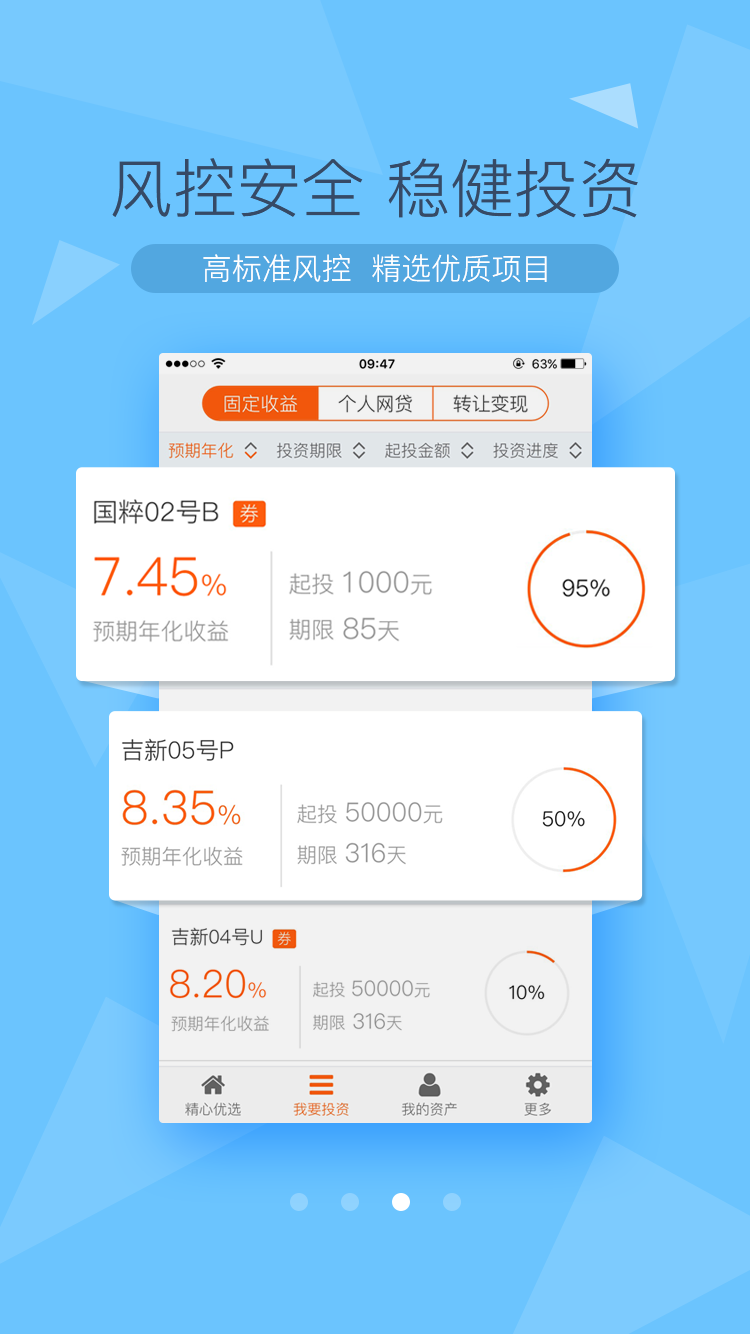 风控安全 稳健投资
高标准风控 精选优质项目
09:47 63%
固定收益 个人网贷 转让变现
预期年化 投资期限 起投金额 投资进度
国粹02号B 券
7.45% 起投 1000元 95%
预期年化收益 期限 85天
吉新05号P
8.35% 起投 50000元 50%
预期年化收益 期限 316天
吉新04号U 券
8.20% 起投 50000元 10%
预期年化收益 期限 316天
精心优选 我要投资 我的资产 更多